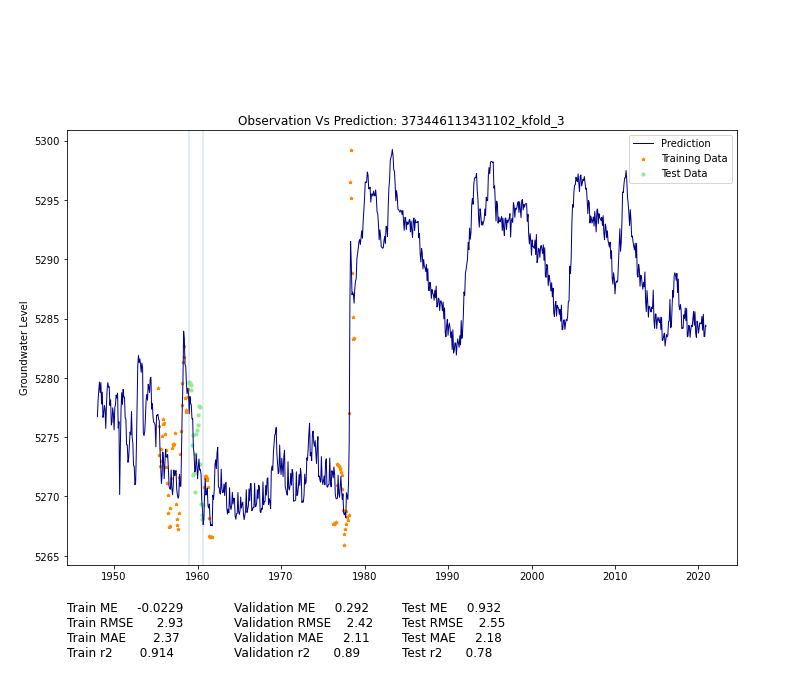 Observation Vs Prediction: 373446113431102_kfold_3
Prediction
Training Data
Test Data
Groundwater Level
5300
5295
5290
5285
5280
5275
5270
5265
1950 1960 1970 1980 1990 2000 2010 2020
Train ME -0.0229 Validation ME 0.292 Test ME 0.932
Train RMSE 2.93 Validation RMSE 2.42 Test RMSE 2.55
Train MAE 2.37 Validation MAE 2.11 Test MAE 2.18
Train r2 0.914 Validation r2 0.89 Test r2 0.78